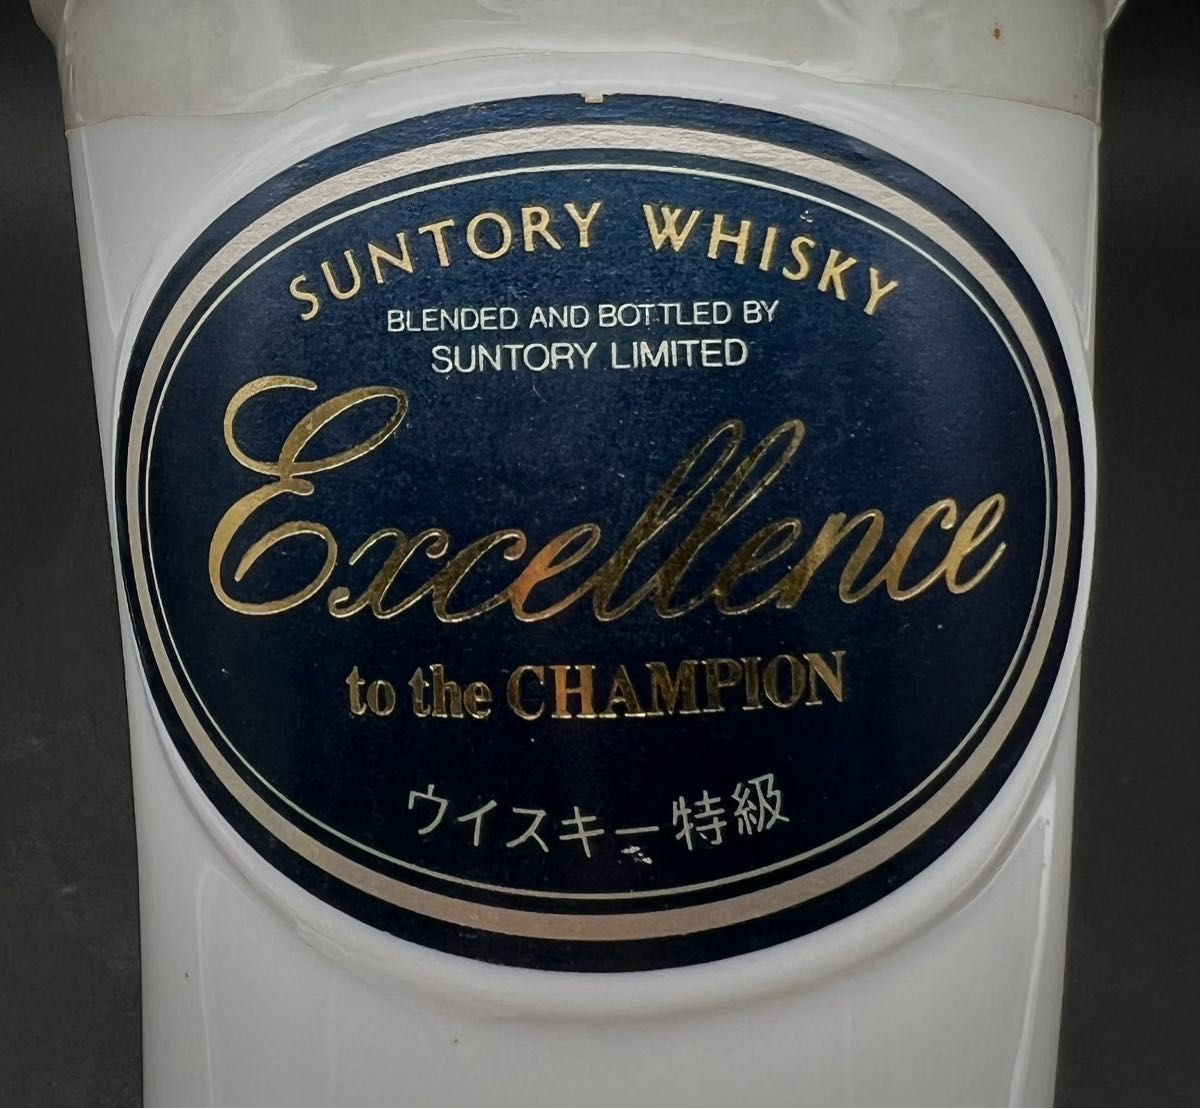 SUNTORY WHISKY
BLENDED AND BOTTLED BY
SUNTORY LIMITED
Excellence
to the CHAMPION
ウイスキー特級